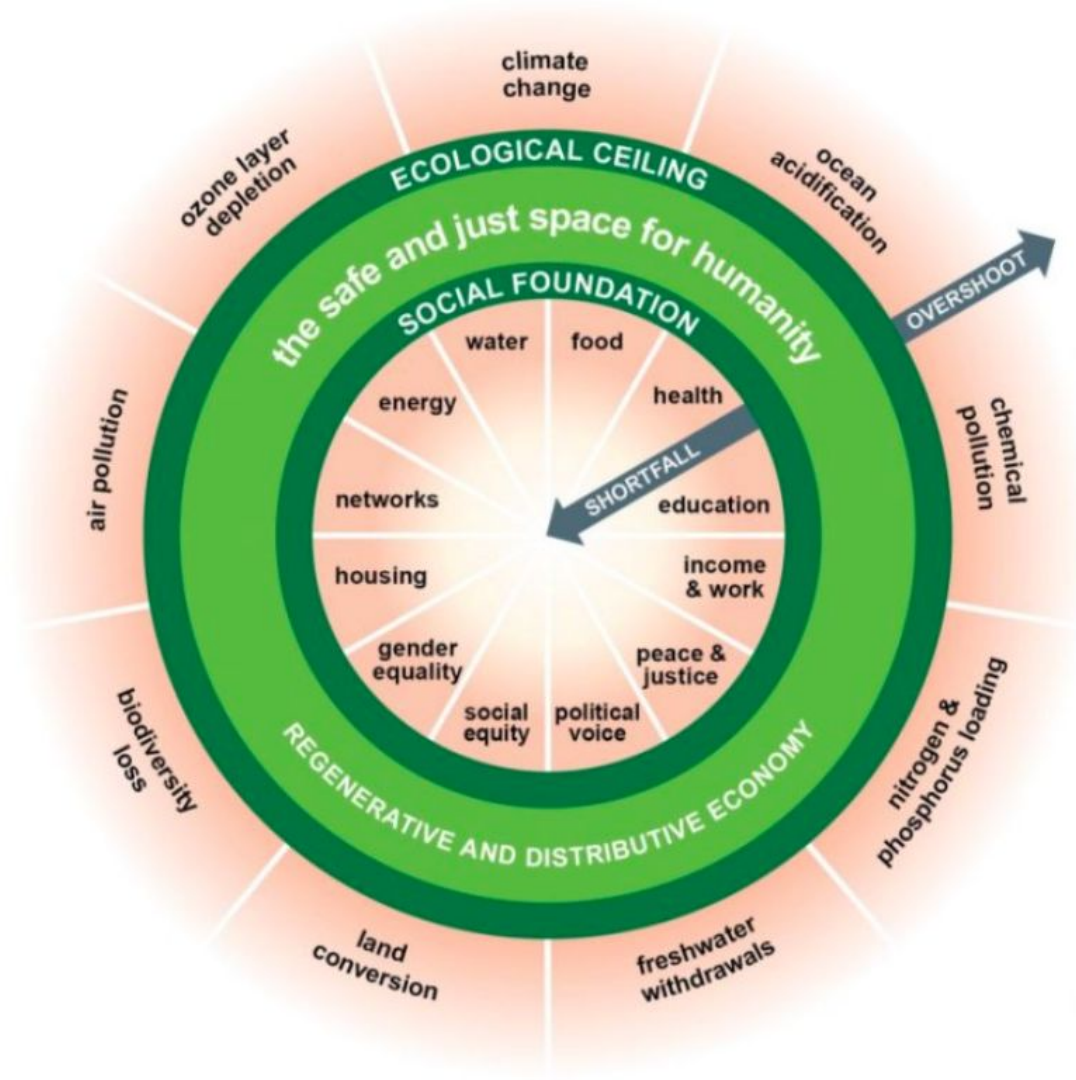 climate
change
ocean
acidification
chemical
pollution
nitrogen &
phosphorus loading
freshwater
withdrawals
land
conversion
biodiversity
loss
air pollution
ozone layer
depletion
OVERSHOOT
ECOLOGICAL CEILING
the safe and just space for humanity
SOCIAL FOUNDATION
water
food
energy
health
SHORTFALL
networks
education
housing
income
& work
gender
equality
peace &
justice
social
equity
political
voice
REGENERATIVE AND DISTRIBUTIVE ECONOMY